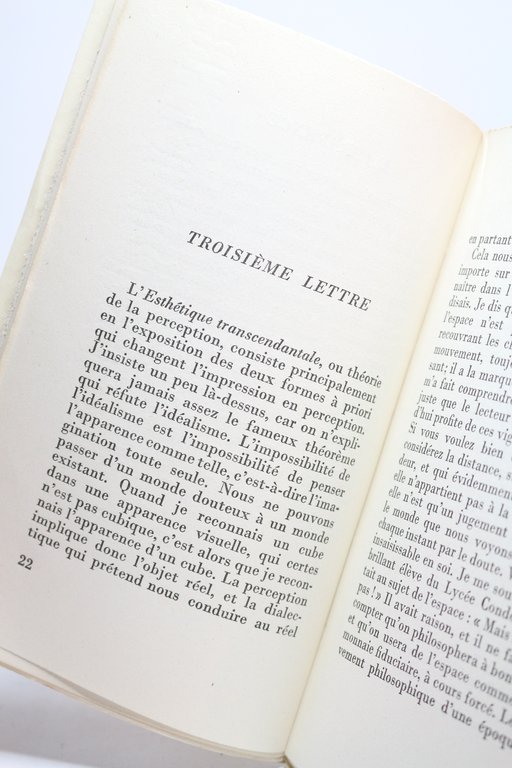 TROISIÈME LETTRE
L'Esthétique transcendantale, ou théorie
de la perception, consiste principalement
en l'exposition des deux formes à priori
qui changent l'impression en perception.
J'insiste un peu là-dessus, car on n'expli-
quera jamais assez le fameux théorème
qui réfute l'idéalisme. L'impossibilité de
l'idéalisme est l'impossibilité de penser
l'apparence comme telle, c'est-à-dire l'ima-
gination toute seule. Nous ne pouvons
passer d'un monde douteux à un monde
existant. Quand je reconnais un cube
dans une apparence visuelle, qui certes
n'est pas cubique, c'est alors que je recon-
nais l'apparence d'un cube. La perception
implique donc l'objet réel, et la dialec-
tique qui prétend nous conduire au réel
22
en partant
Cela nous
importe sur
naître dans l
disais. Je dis q
l'espace n'est
recouvrant les ch
mouvement, toujo
sant; il a la marqu
m'a fait comprendre
juste que le lecteur
d'hui profite de ces vig
Si vous voulez bien
considérez la distance, si
deur, et qui évidemment
elle n'appartient pas à la
elle n'est qu'un jugement
le monde que nous voyons
chaque instant par le doute. V
insaisissable en soi. Je me sou
brillant élève du Lycée Cond
tait au sujet de l'espace : « Mais
pas !» Il avait raison, et il ne fa
compter qu'on philosophera à bon
et qu'on usera de l'espace comme
monnaie fiduciaire, à cours forcé. Le
vement philosophique d'une époqu